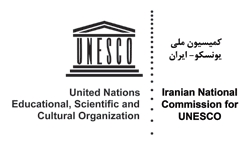 UNESCO
United Nations
Educational, Scientific and
Cultural Organization
کمیسیون ملی
یونسکو- ایران
Iranian National
Commission for
UNESCO